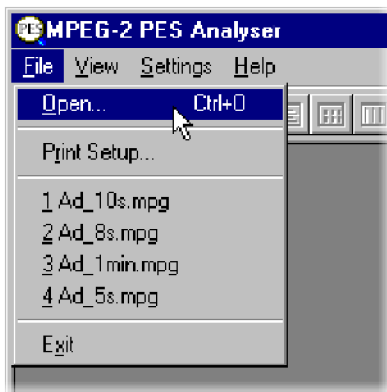 PES MPEG-2 PES Analyser
File View Settings Help
Open... Ctrl+O
Print Setup...
1 Ad_10s.mpg
2 Ad_8s.mpg
3 Ad_1min.mpg
4 Ad_5s.mpg
Exit